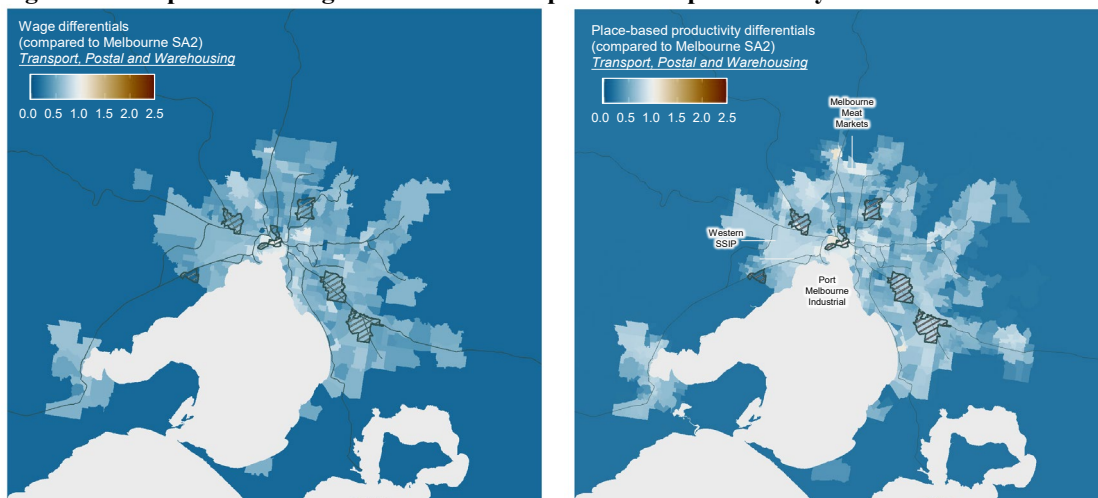 Wage differentials
(compared to Melbourne SA2)
Transport, Postal and Warehousing
0.0 0.5 1.0 1.5 2.0 2.5
Place-based productivity differentials
(compared to Melbourne SA2)
Transport, Postal and Warehousing
0.0 0.5 1.0 1.5 2.0 2.5
Melbourne
Meat
Markets
Western
SSIP
Port
Melbourne
Industrial